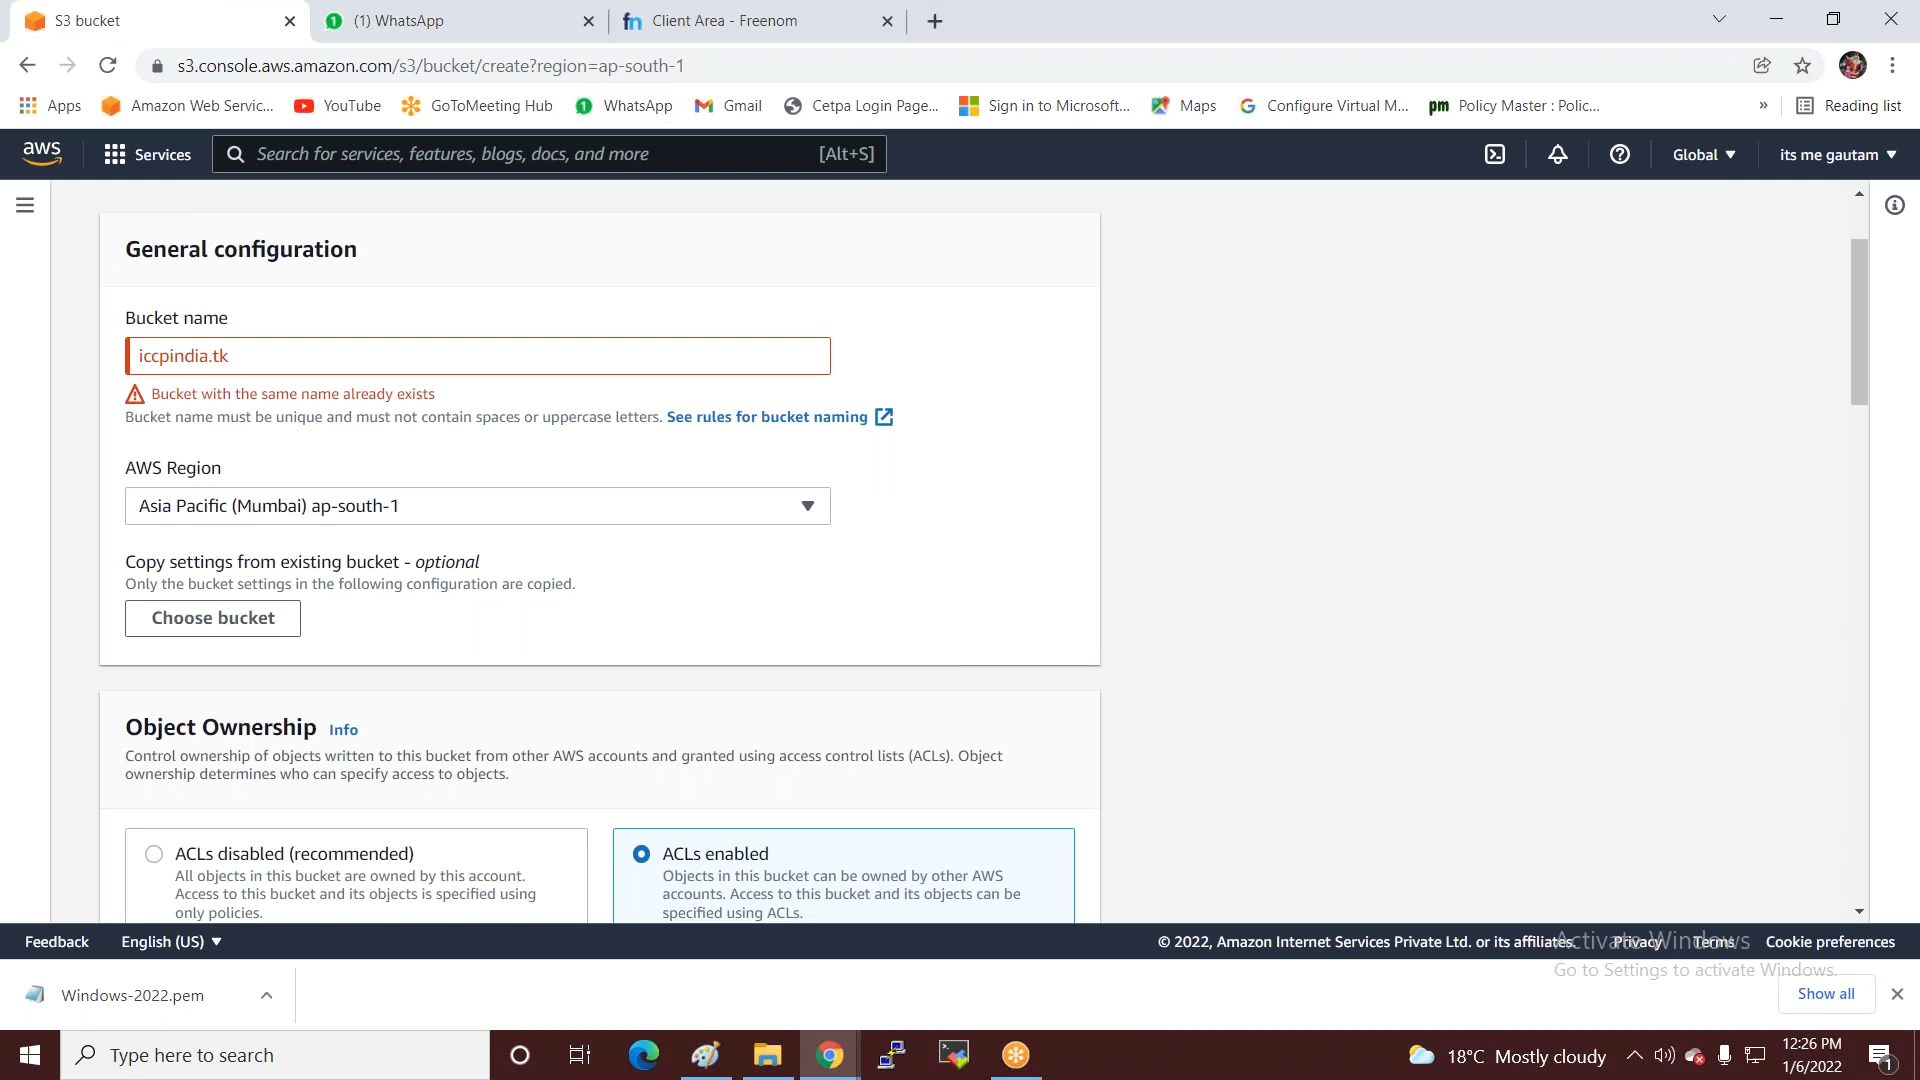 S3 bucket
(1) WhatsApp
Client Area - Freenom
s3.console.aws.amazon.com/s3/bucket/create?region=ap-south-1
Apps
Amazon Web Servic...
YouTube
GoToMeeting Hub
WhatsApp
Gmail
Cetpa Login Page...
Sign in to Microsoft...
Maps
Configure Virtual M...
pm Policy Master : Polic...
»
Reading list
aws
Services
Search for services, features, blogs, docs, and more [Alt+S]
Global
its me gautam
General configuration
Bucket name
iccpindia.tk
Bucket with the same name already exists
Bucket name must be unique and must not contain spaces or uppercase letters. See rules for bucket naming
AWS Region
Asia Pacific (Mumbai) ap-south-1
Copy settings from existing bucket - optional
Only the bucket settings in the following configuration are copied.
Choose bucket
Object Ownership Info
Control ownership of objects written to this bucket from other AWS accounts and granted using access control lists (ACLs). Object
ownership determines who can specify access to objects.
ACLs disabled (recommended)
All objects in this bucket are owned by this account.
Access to this bucket and its objects is specified using
only policies.
ACLs enabled
Objects in this bucket can be owned by other AWS
accounts. Access to this bucket and its objects can be
specified using ACLs.
Feedback
English (US)
© 2022, Amazon Internet Services Private Ltd. or its affiliates.
Privacy
Terms
Cookie preferences
Activate Windows
Go to Settings to activate Windows.
Windows-2022.pem
Show all
Type here to search
18°C Mostly cloudy
12:26 PM
1/6/2022
1